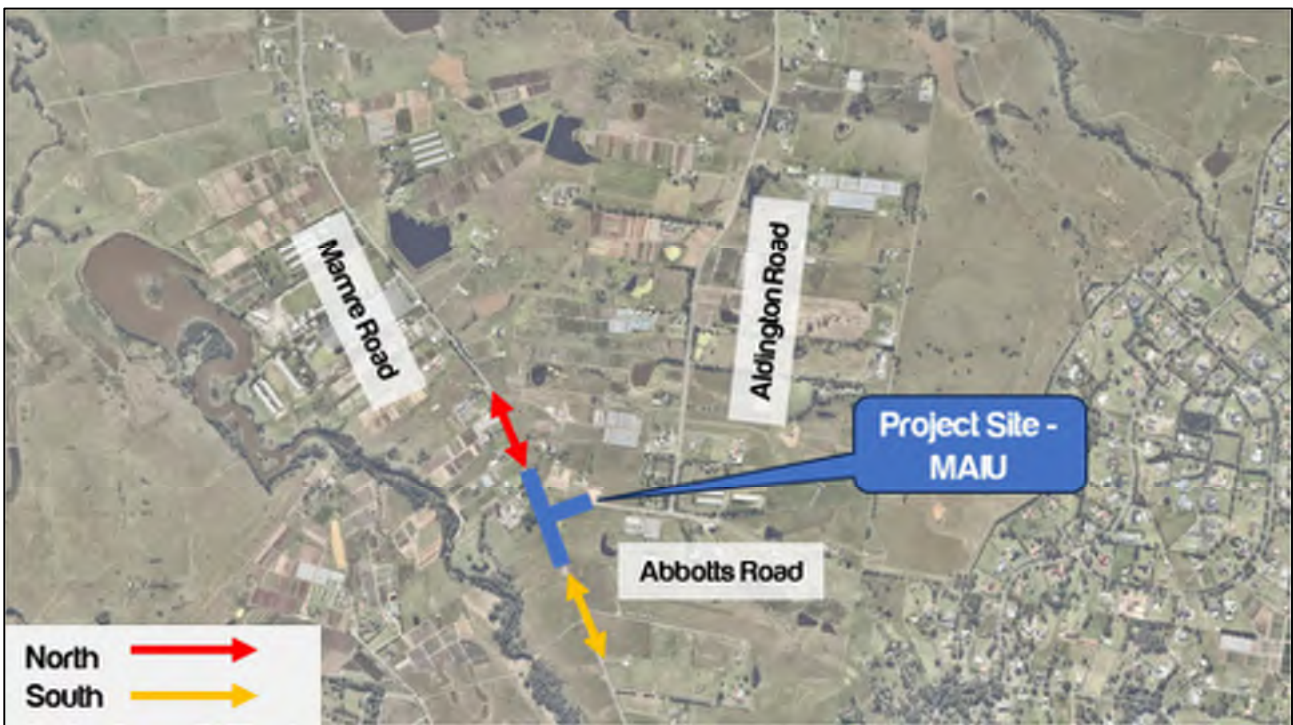 Mamre Road
Aldington Road
Project Site -
MAIU
Abbotts Road
North
South